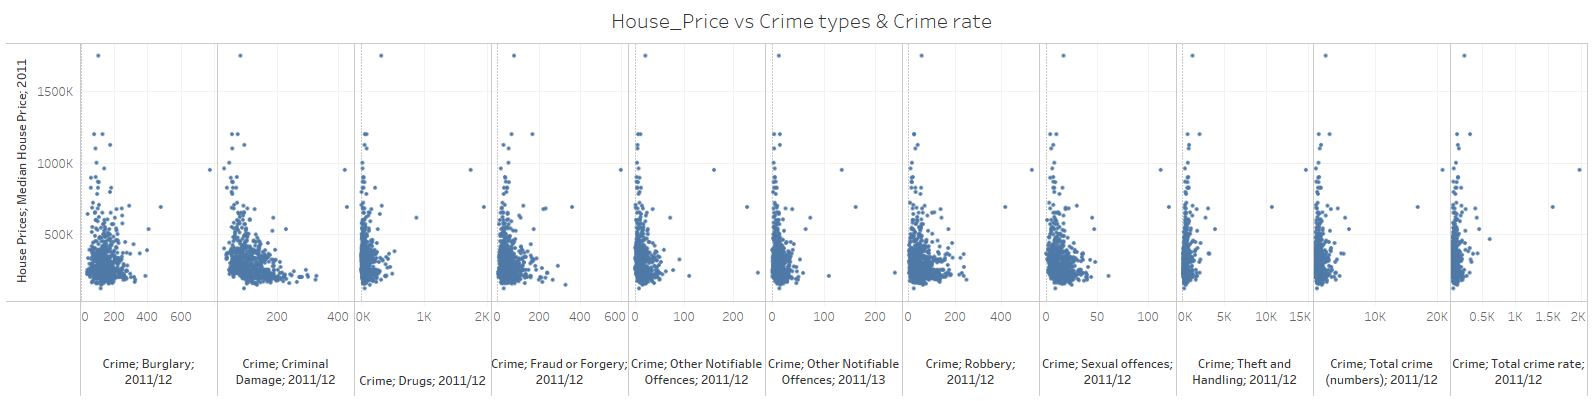 House_Price vs Crime types & Crime rate
House Prices; Median House Price; 2011
1500K
1000K
500K
0 200 400 600
200 400
0K 1K 2K
0 200 400 600
0 100 200
0 100 200
0 200 400
0 50 100
0K 5K 10K 15K
10K 20K
0.5K 1K 1.5K 2K
Crime; Burglary;
2011/12
Crime; Criminal
Damage; 2011/12
Crime; Drugs; 2011/12
Crime; Fraud or Forgery;
2011/12
Crime; Other Notifiable
Offences; 2011/12
Crime; Other Notifiable
Offences; 2011/13
Crime; Robbery;
2011/12
Crime; Sexual offences;
2011/12
Crime; Theft and
Handling; 2011/12
Crime; Total crime
(numbers); 2011/12
Crime; Total crime rate;
2011/12